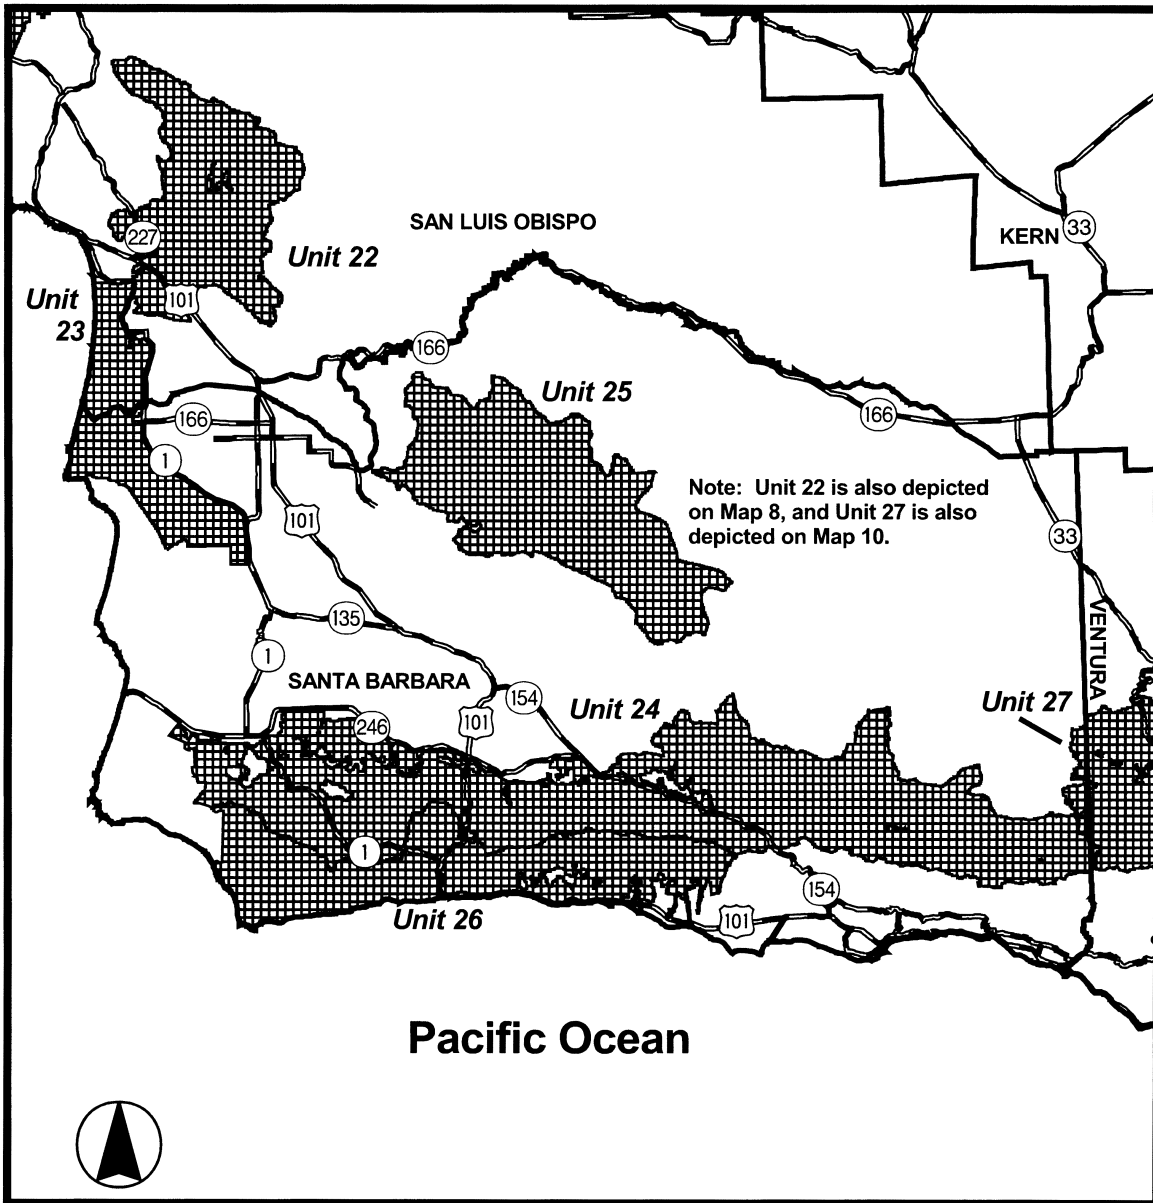 SAN LUIS OBISPO
KERN
33
227
Unit 22
Unit
23
101
166
Unit 25
166
166
1
Note: Unit 22 is also depicted
on Map 8, and Unit 27 is also
depicted on Map 10.
101
33
135
VENTURA
1
SANTA BARBARA
154
Unit 24
Unit 27
101
246
1
154
Unit 26
101
Pacific Ocean